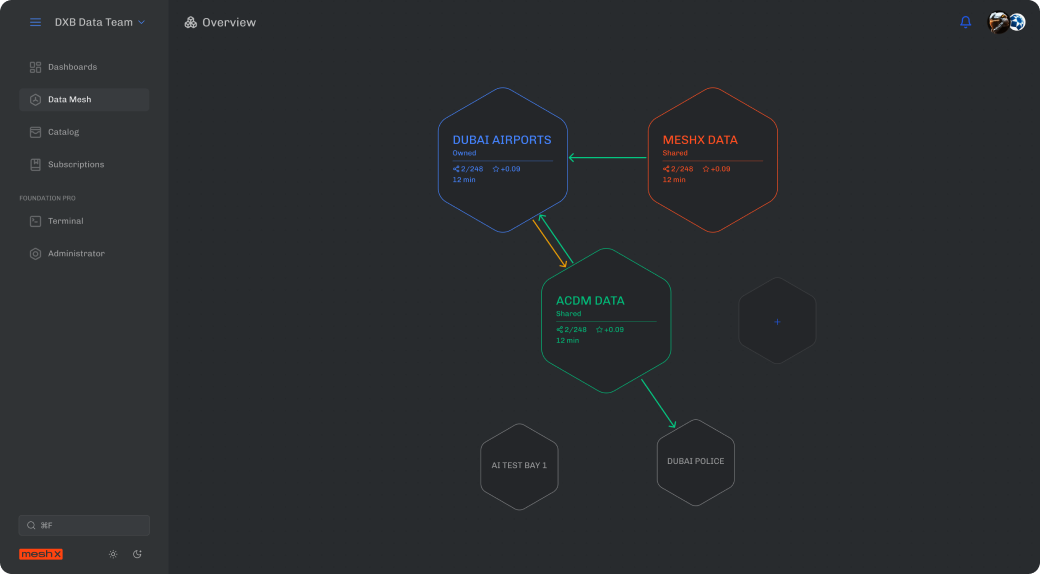 DXB Data Team
Overview
Dashboards
Data Mesh
Catalog
Subscriptions
FOUNDATION PRO
Terminal
Administrator
DUBAI AIRPORTS
Owned
2/248 +0.09
12 min
MESHX DATA
Shared
2/248 +0.09
12 min
ACDM DATA
Shared
2/248 +0.09
12 min
+
AI TEST BAY 1
DUBAI POLICE
⌘F
meshX